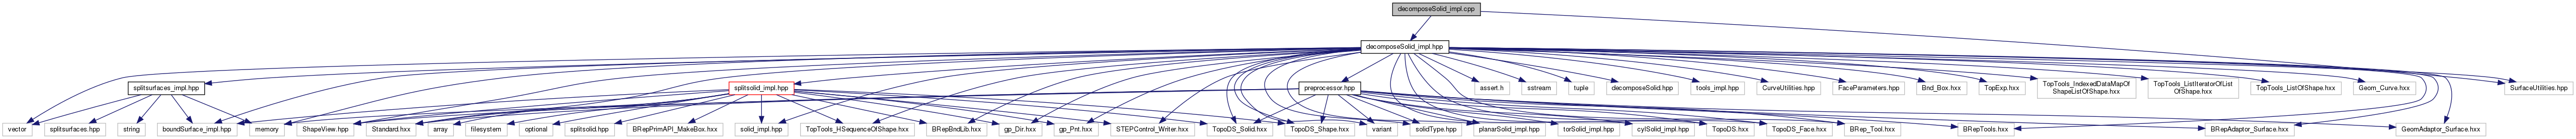 decomposeSolid_impl.cpp
decomposeSolid_impl.hpp
splitsurfaces_impl.hpp
splitsolid_impl.hpp
preprocessor.hpp
assert.h
sstream
tuple
decomposeSolid.hpp
tools_impl.hpp
CurveUtilities.hpp
FaceParameters.hpp
Bnd_Box.hxx
TopExp.hxx
TopTools_IndexedDataMapOf
ShapeListOfShape.hxx
TopTools_ListIteratorOfList
OfShape.hxx
TopTools_ListOfShape.hxx
Geom_Curve.hxx
SurfaceUtilities.hpp
vector
splitsurfaces.hpp
string
boundSurface_impl.hpp
memory
ShapeView.hpp
Standard.hxx
array
filesystem
optional
splitsolid.hpp
BRepPrimAPI_MakeBox.hxx
solid_impl.hpp
TopTools_HSequenceOfShape.hxx
BRepBndLib.hxx
gp_Dir.hxx
gp_Pnt.hxx
STEPControl_Writer.hxx
TopoDS_Solid.hxx
TopoDS_Shape.hxx
variant
solidType.hpp
planarSolid_impl.hpp
torSolid_impl.hpp
cylSolid_impl.hpp
TopoDS.hxx
TopoDS_Face.hxx
BRep_Tool.hxx
BRepTools.hxx
BRepAdaptor_Surface.hxx
GeomAdaptor_Surface.hxx